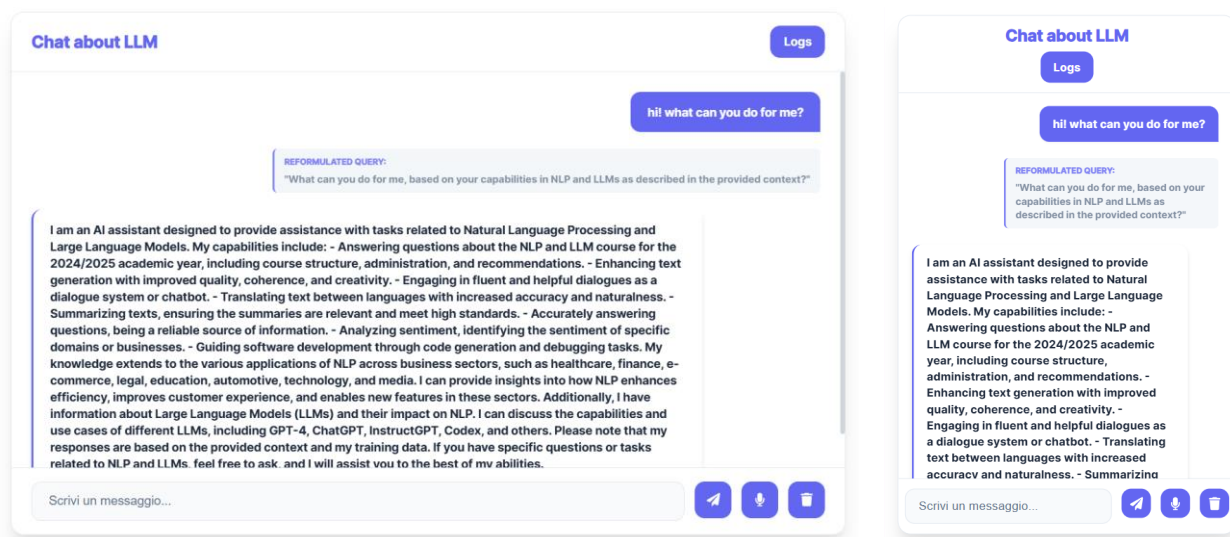 Chat about LLM
Logs
hi! what can you do for me?
REFORMULATED QUERY:
"What can you do for me, based on your capabilities in NLP and LLMs as described in the provided context?"
I am an AI assistant designed to provide assistance with tasks related to Natural Language Processing and
Large Language Models. My capabilities include: - Answering questions about the NLP and LLM course for the
2024/2025 academic year, including course structure, administration, and recommendations. - Enhancing text
generation with improved quality, coherence, and creativity. - Engaging in fluent and helpful dialogues as a
dialogue system or chatbot. - Translating text between languages with increased accuracy and naturalness. -
Summarizing texts, ensuring the summaries are relevant and meet high standards. - Accurately answering
questions, being a reliable source of information. - Analyzing sentiment, identifying the sentiment of specific
domains or businesses. - Guiding software development through code generation and debugging tasks. My
knowledge extends to the various applications of NLP across business sectors, such as healthcare, finance, e-
commerce, legal, education, automotive, technology, and media. I can provide insights into how NLP enhances
efficiency, improves customer experience, and enables new features in these sectors. Additionally, I have
information about Large Language Models (LLMs) and their impact on NLP. I can discuss the capabilities and
use cases of different LLMs, including GPT-4, ChatGPT, InstructGPT, Codex, and others. Please note that my
responses are based on the provided context and my training data. If you have specific questions or tasks
related to NLP and LLMs, feel free to ask, and I will assist you to the best of my abilities.
Scrivi un messaggio...
Chat about LLM
Logs
hi! what can you do for me?
REFORMULATED QUERY:
"What can you do for me, based on your
capabilities in NLP and LLMs as
described in the provided context?"
I am an AI assistant designed to provide
assistance with tasks related to Natural
Language Processing and Large Language
Models. My capabilities include: -
Answering questions about the NLP and
LLM course for the 2024/2025 academic
year, including course structure,
administration, and recommendations. -
Enhancing text generation with improved
quality, coherence, and creativity. -
Engaging in fluent and helpful dialogues as
a dialogue system or chatbot. - Translating
text between languages with increased
accuracy and naturalness. - Summarizing
Scrivi un messaggio...